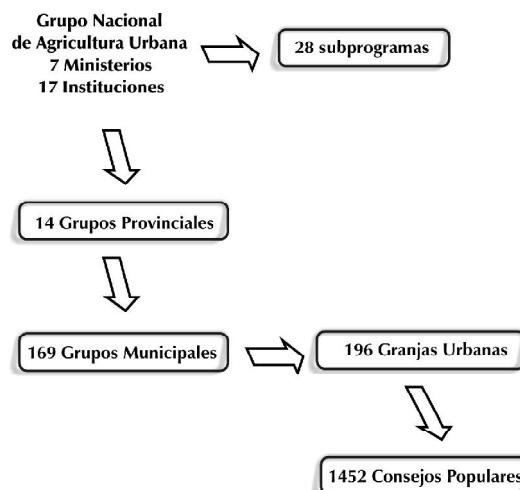 Grupo Nacional
de Agricultura Urbana
7 Ministerios
17 Instituciones
28 subprogramas
14 Grupos Provinciales
169 Grupos Municipales
196 Granjas Urbanas
1452 Consejos Populares